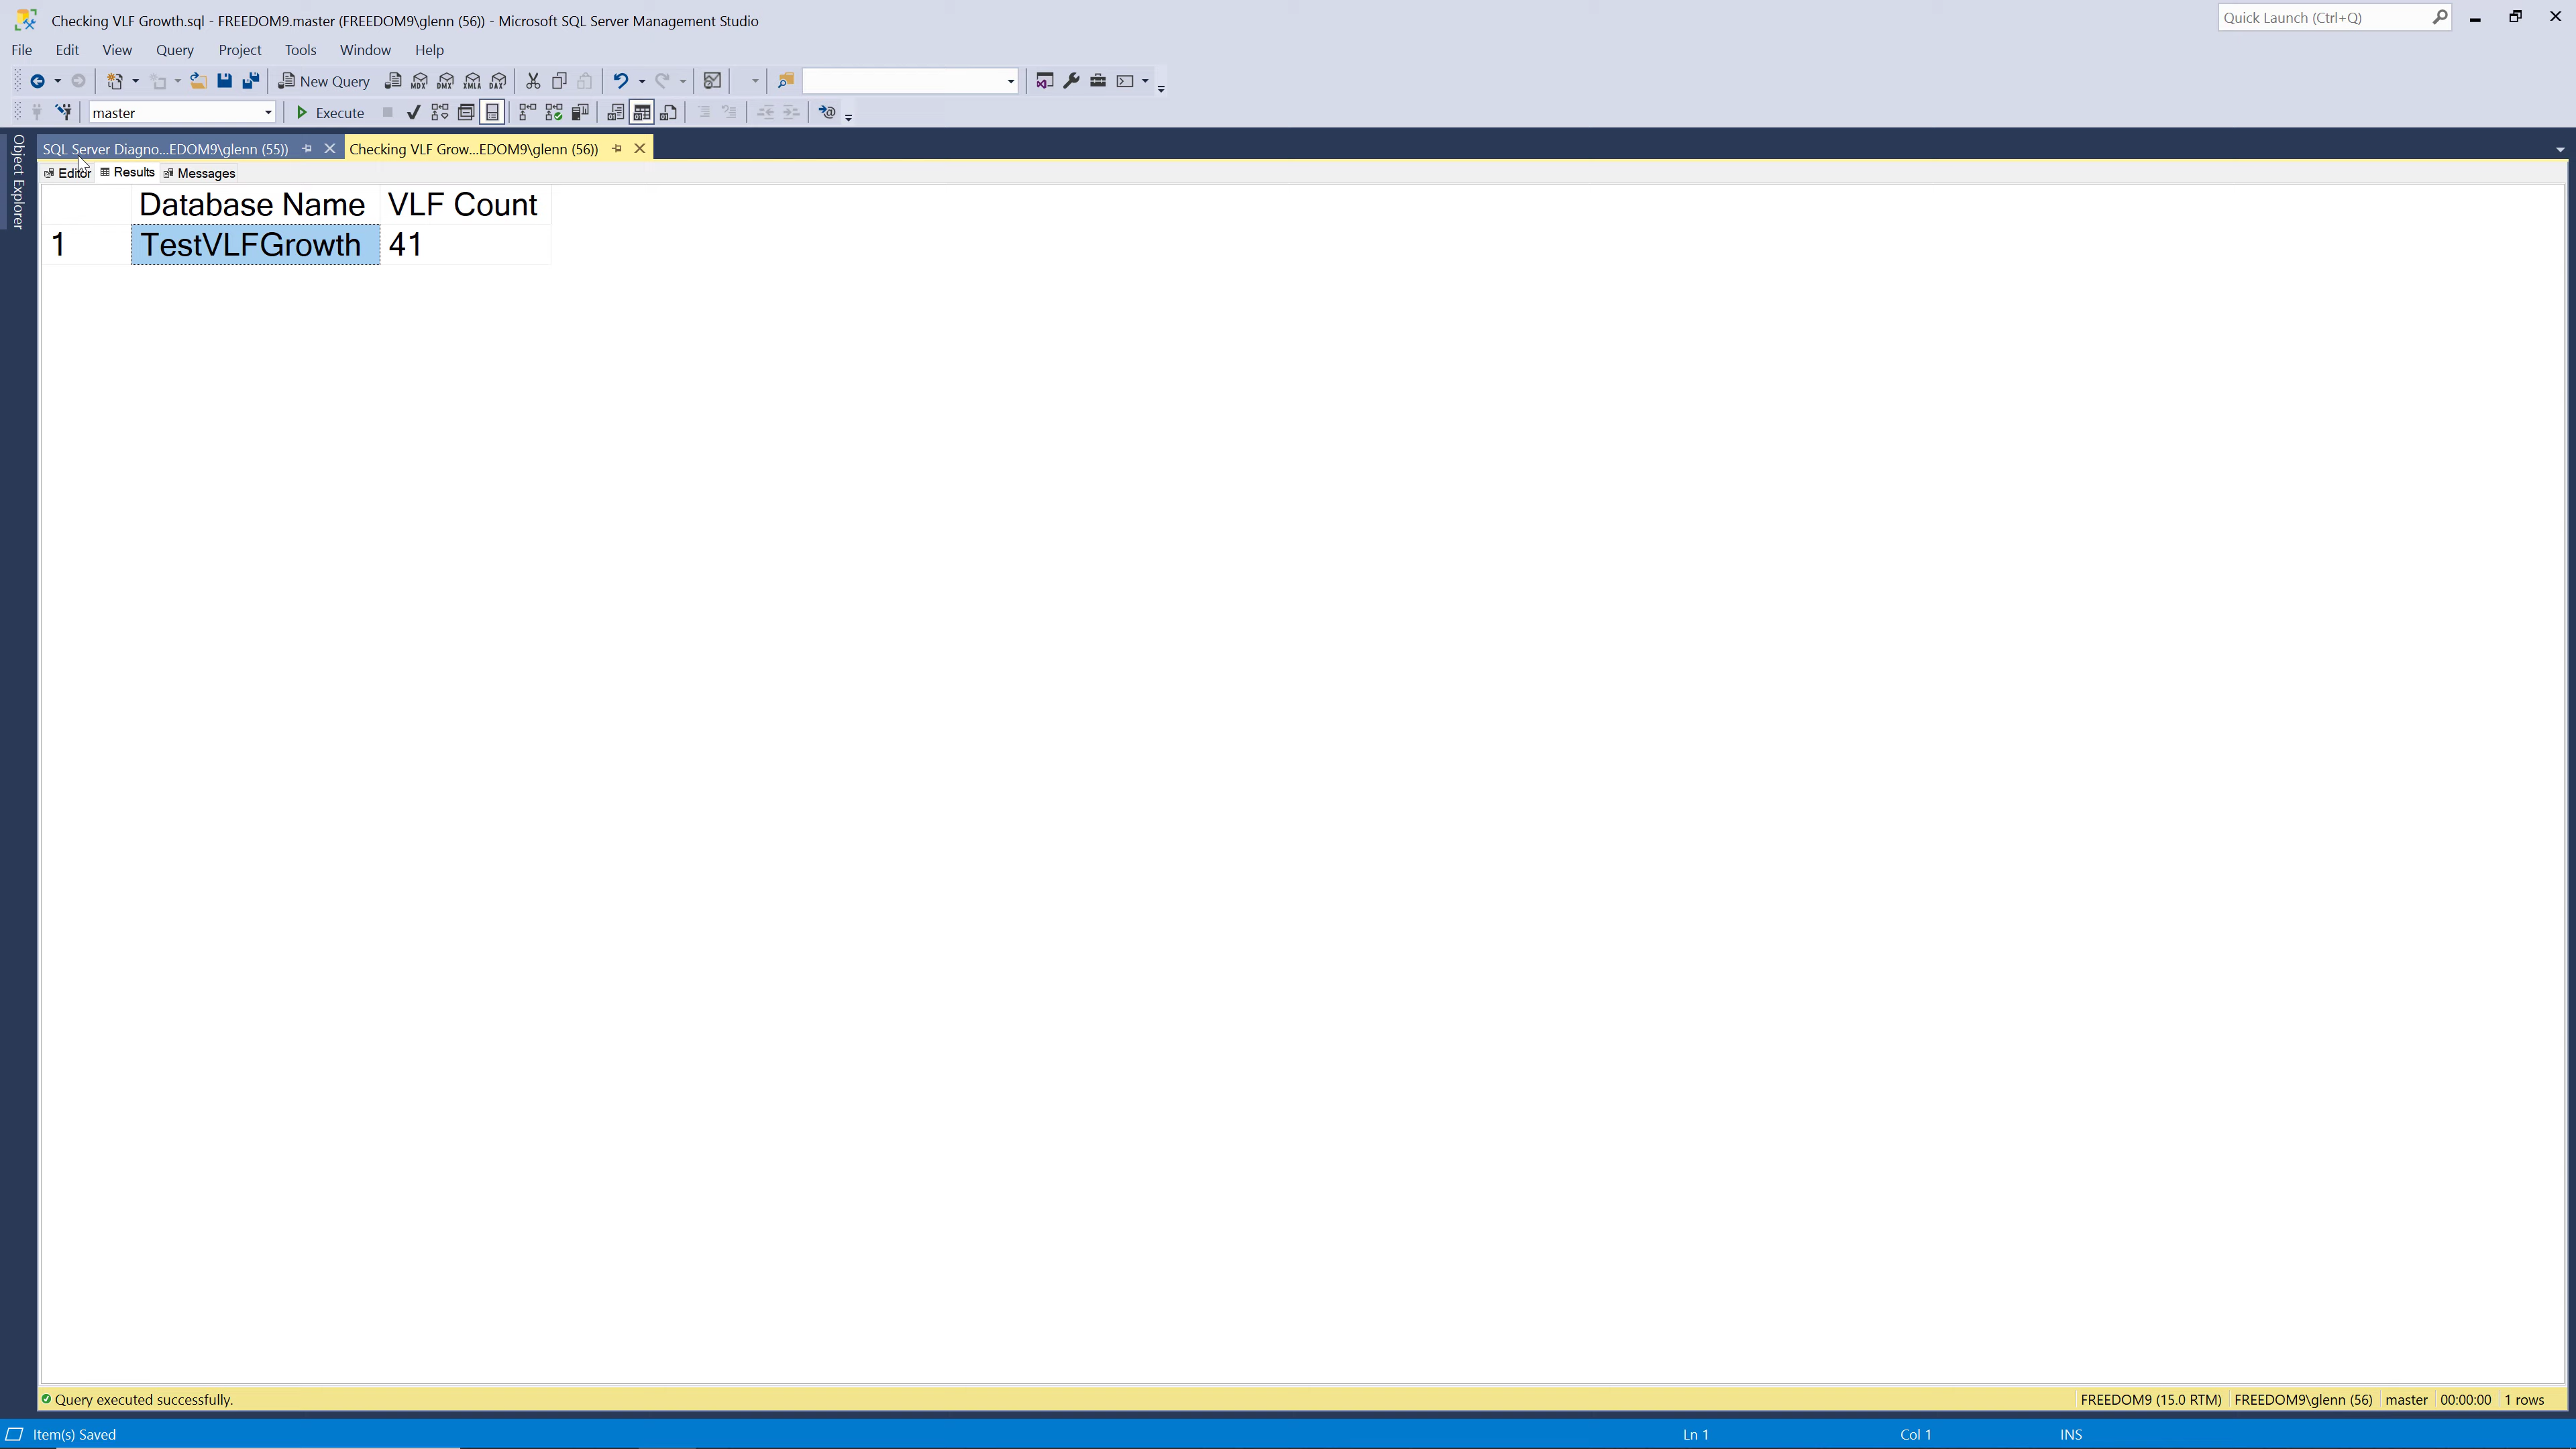 Checking VLF Growth.sql - FREEDOM9.master (FREEDOM9\glenn (56)) - Microsoft SQL Server Management Studio
Quick Launch (Ctrl+Q)
File Edit View Query Project Tools Window Help
New Query MDX DMX XMLA DAX
master Execute
Object Explorer
SQL Server Diagno...EDOM9\glenn (55)) Checking VLF Grow...EDOM9\glenn (56))
Editor Results Messages
Database Name VLF Count
1 TestVLFGrowth 41
Query executed successfully. FREEDOM9 (15.0 RTM) FREEDOM9\glenn (56) master 00:00:00 1 rows
Item(s) Saved Ln 1 Col 1 INS